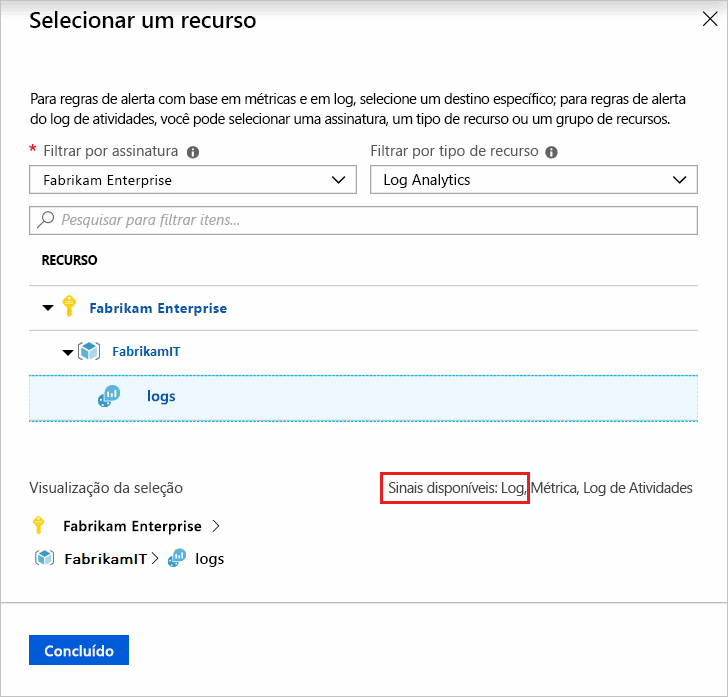 Selecionar um recurso
Para regras de alerta com base em métricas e em log, selecione um destino específico; para regras de alerta
do log de atividades, você pode selecionar uma assinatura, um tipo de recurso ou um grupo de recursos.
* Filtrar por assinatura
Filtrar por tipo de recurso
Fabrikam Enterprise
Log Analytics
Pesquisar para filtrar itens...
RECURSO
Fabrikam Enterprise
FabrikamIT
logs
Visualização da seleção
Sinais disponíveis: Log, Métrica, Log de Atividades
Fabrikam Enterprise >
FabrikamIT > logs
Concluído